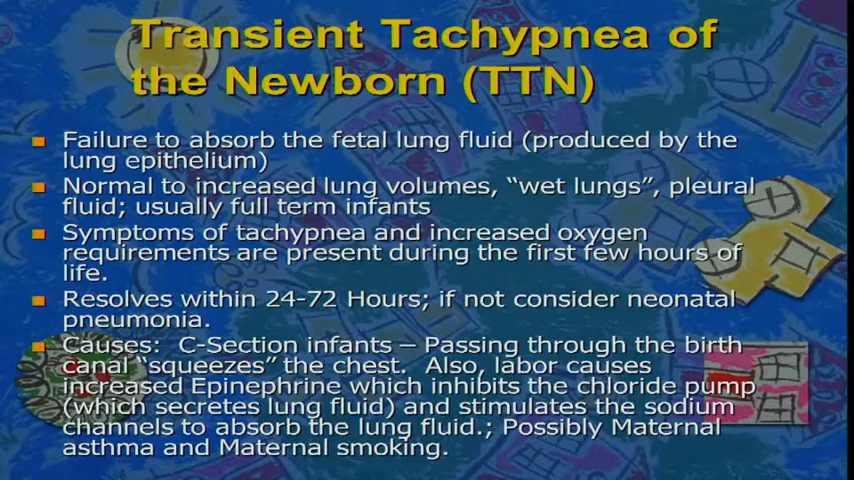 Transient Tachypnea of
the Newborn (TTN)
Failure to absorb the fetal lung fluid (produced by the
lung epithelium)
Normal to increased lung volumes, “wet lungs”, pleural
fluid; usually full term infants
Symptoms of tachypnea and increased oxygen
requirements are present during the first few hours of
life.
Resolves within 24-72 Hours; if not consider neonatal
pneumonia.
Causes:  C-Section infants – Passing through the birth
canal “squeezes” the chest.  Also, labor causes
increased Epinephrine which inhibits the chloride pump
(which secretes lung fluid) and stimulates the sodium
channels to absorb the lung fluid.; Possibly Maternal
asthma and Maternal smoking.